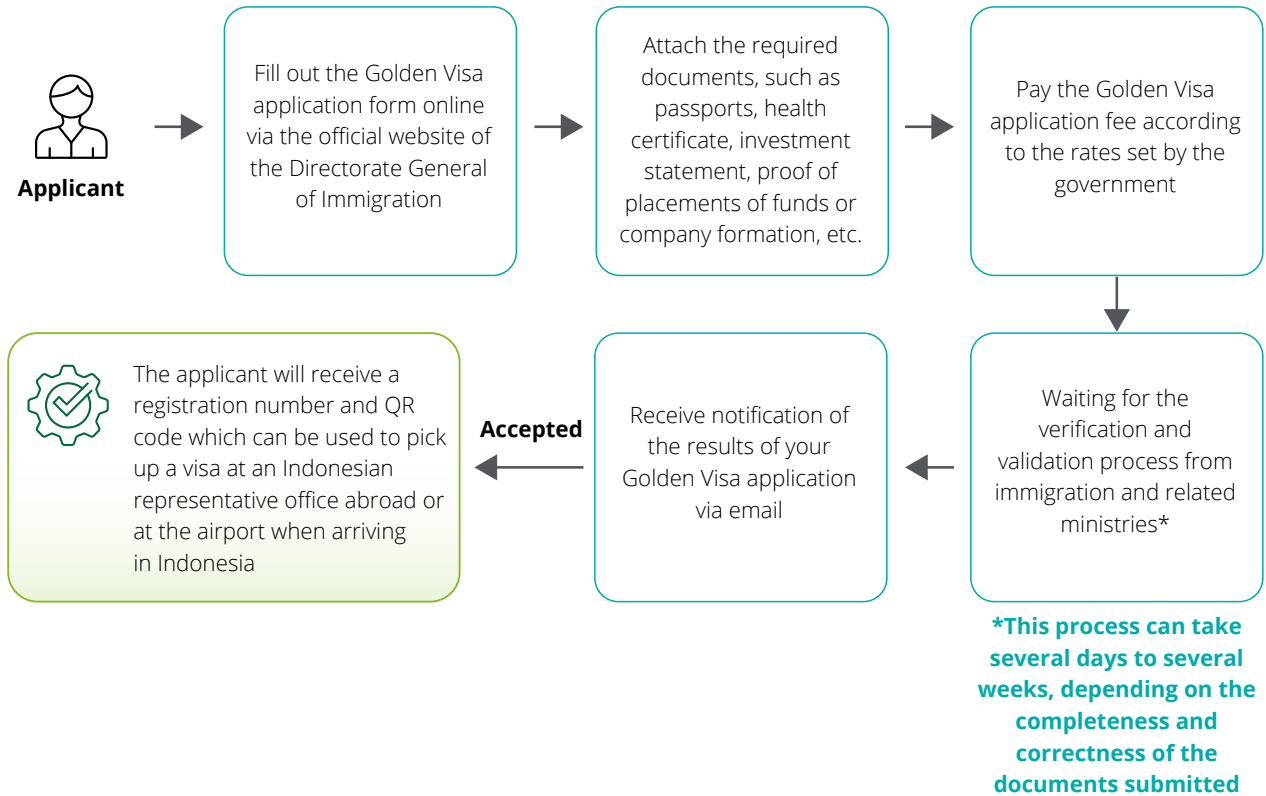 Applicant
Fill out the Golden Visa
application form online
via the official website of
the Directorate General
of Immigration
Attach the required
documents, such as
passports, health
certificate, investment
statement, proof of
placements of funds or
company formation, etc.
Pay the Golden Visa
application fee according
to the rates set by the
government
Waiting for the
verification and
validation process from
immigration and related
ministries*
*This process can take
several days to several
weeks, depending on the
completeness and
correctness of the
documents submitted
Receive notification of
the results of your
Golden Visa application
via email
Accepted
The applicant will receive a
registration number and QR
code which can be used to pick
up a visa at an Indonesian
representative office abroad or
at the airport when arriving
in Indonesia